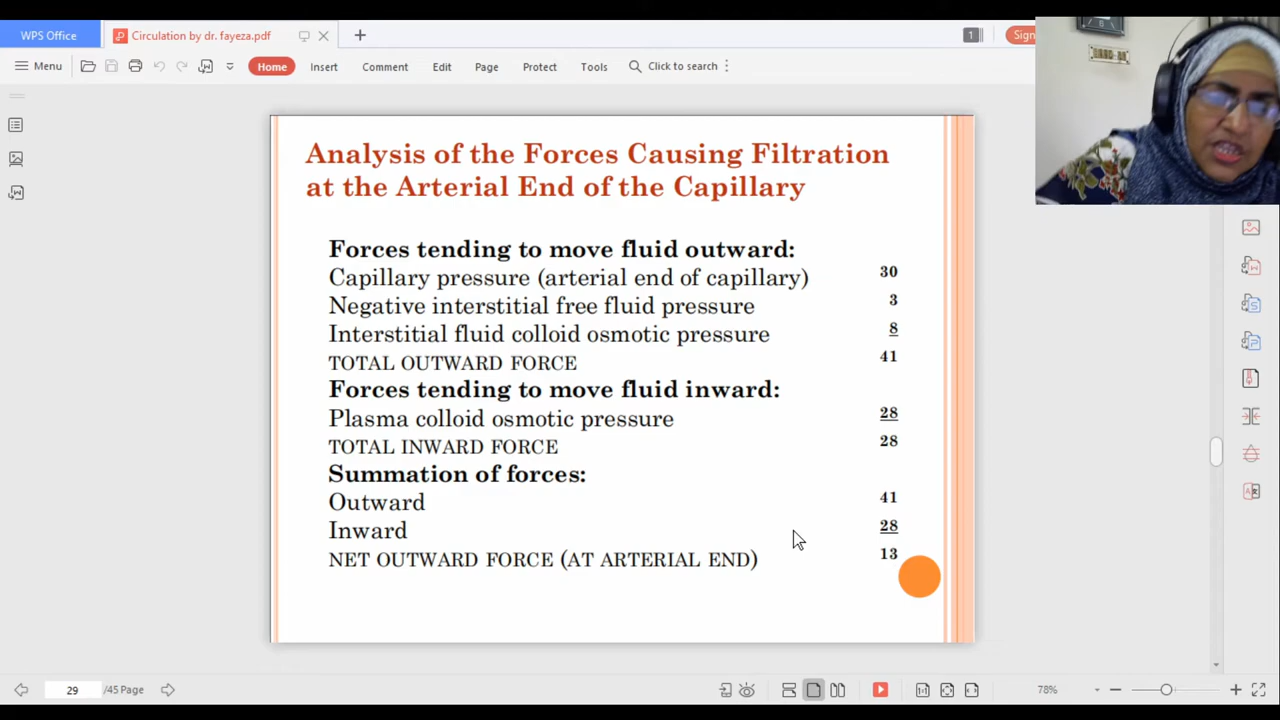 WPS Office
Circulation by dr. fayeza.pdf
1
Sign
Menu
Home
Insert
Comment
Edit
Page
Protect
Tools
Click to search
Analysis of the Forces Causing Filtration
at the Arterial End of the Capillary
Forces tending to move fluid outward:
Capillary pressure (arterial end of capillary) 30
Negative interstitial free fluid pressure 3
Interstitial fluid colloid osmotic pressure 8
TOTAL OUTWARD FORCE 41
Forces tending to move fluid inward:
Plasma colloid osmotic pressure 28
TOTAL INWARD FORCE 28
Summation of forces:
Outward 41
Inward 28
NET OUTWARD FORCE (AT ARTERIAL END) 13
29 /45 Page
78%